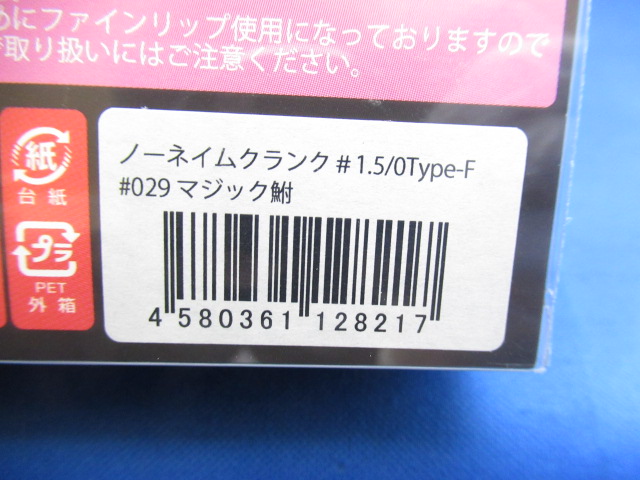 めにファインリップ使用になっておりますので
取り扱いにはご注意ください。
紙
台紙
プラ
PET
外箱
ノーネイムクランク#1.5/0Type-F
#029 マジック鮒
4 580361 128217